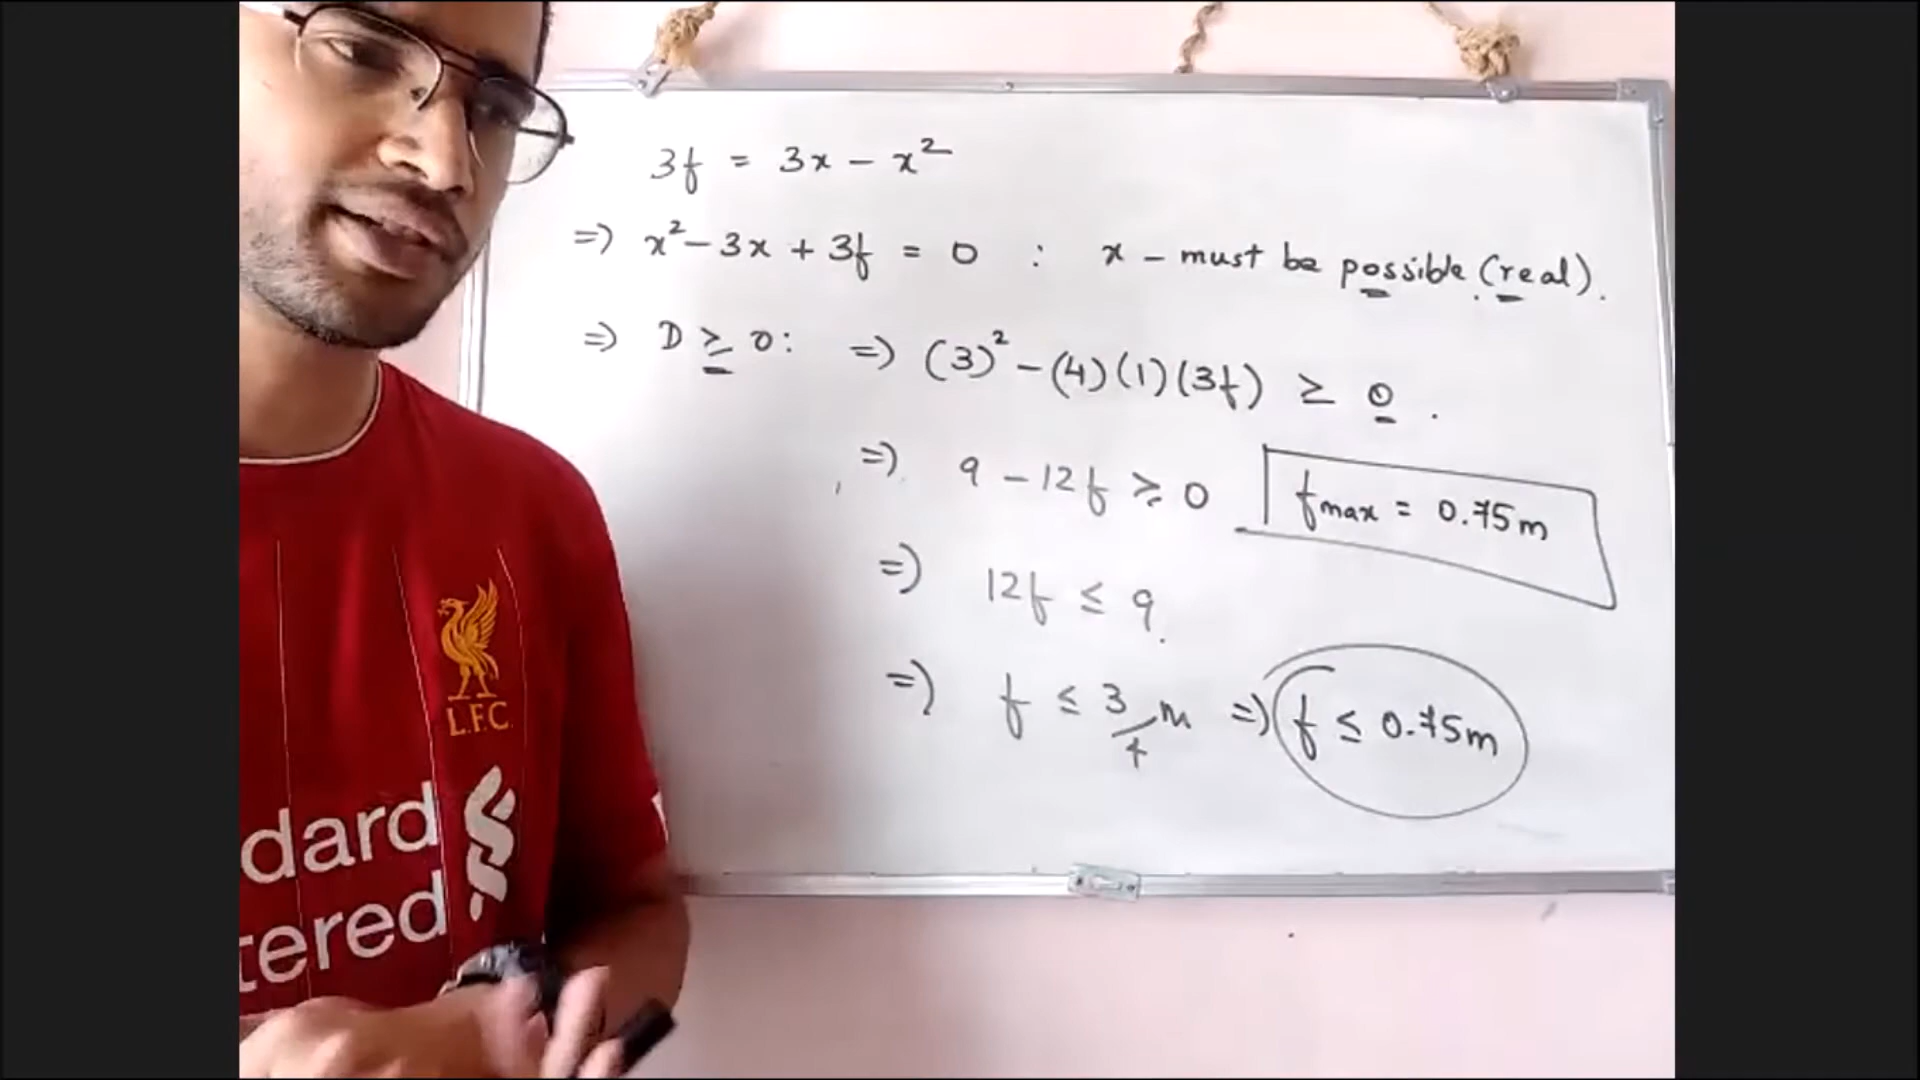 3f = 3x - x²
=) x² - 3x + 3f = 0 : x - must be possible (real).
=) D ≥ 0: =) (3)² - (4)(1)(3f) ≥ 0.
=) 9 - 12f ≥ 0
fmax = 0.75m
=) 12f ≤ 9.
=) f ≤ 3/4 m =) f ≤ 0.75m
L.F.C.
dard
tered